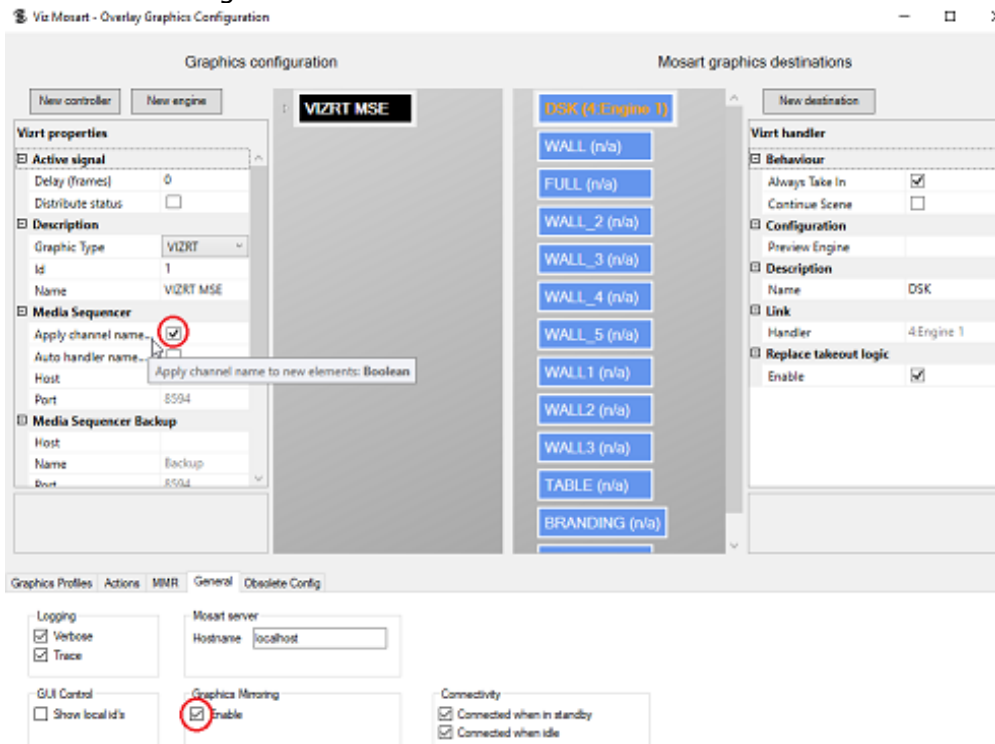 Viz Mosart - Overlay Graphics Configuration
Graphics configuration
Mosart graphics destinations
New controller
New engine
VIZRT MSE
New destination
Vizrt properties
Active signal
Delay (frames) 0
Distribute status
Description
Graphic Type VIZRT
Id 1
Name VIZRT MSE
Media Sequencer
Apply channel name...
Auto handler name...
Apply channel name to new elements: Boolean
Host
Port 8594
Media Sequencer Backup
Host
Name Backup
Port 8594
DSK (4:Engine 1)
WALL (n/a)
FULL (n/a)
WALL_2 (n/a)
WALL_3 (n/a)
WALL_4 (n/a)
WALL_5 (n/a)
WALL1 (n/a)
WALL2 (n/a)
WALL3 (n/a)
TABLE (n/a)
BRANDING (n/a)
Vizrt handler
Behaviour
Always Take In
Continue Scene
Configuration
Preview Engine
Description
Name DSK
Link
Handler 4:Engine 1
Replace takeout logic
Enable
Graphics Profiles Actions MMR General Obsolete Config
Logging
Verbose
Trace
Mosart server
Hostname localhost
GUI Control
Show local id's
Graphics Mirroring
Enable
Connectivity
Connected when in standby
Connected when idle